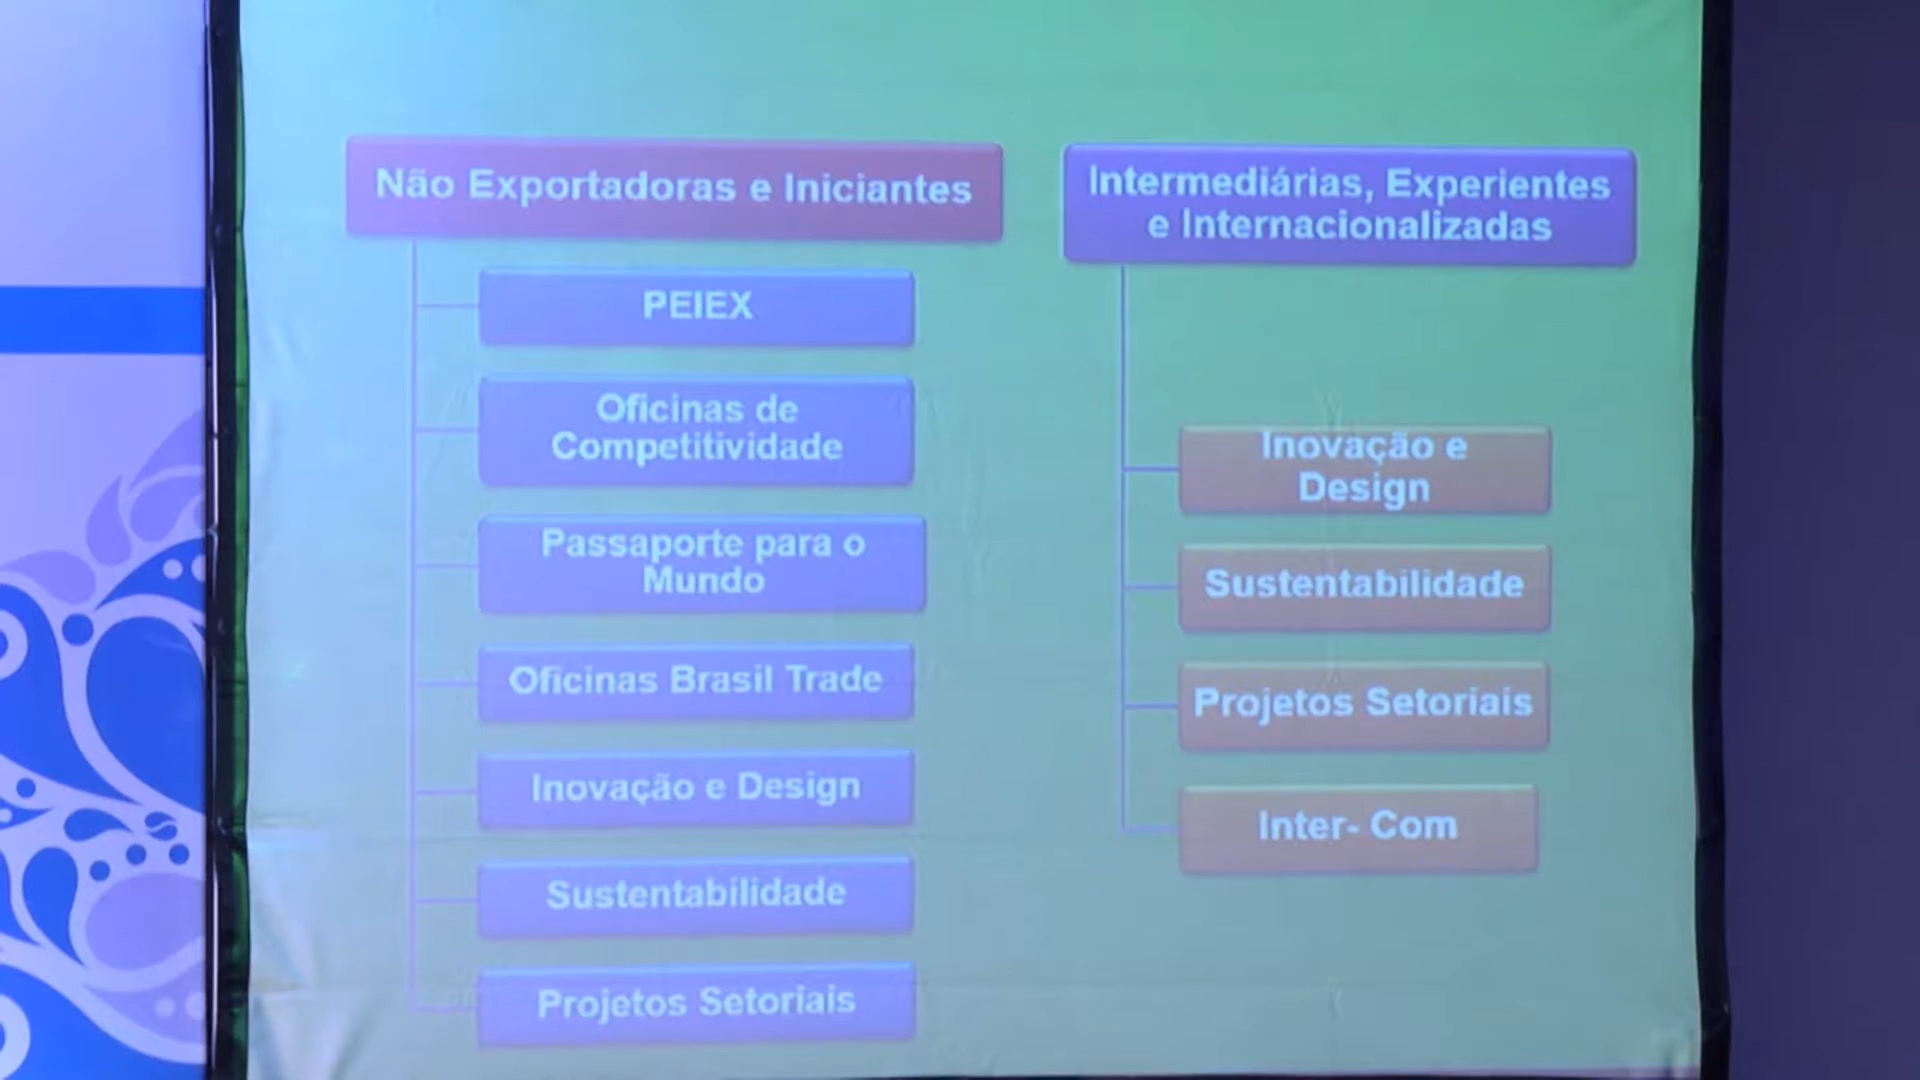 Não Exportadoras e Iniciantes
PEIEX
Oficinas de
Competitividade
Passaporte para o
Mundo
Oficinas Brasil Trade
Inovação e Design
Sustentabilidade
Projetos Setoriais
Intermediárias, Experientes
e Internacionalizadas
Inovação e
Design
Sustentabilidade
Projetos Setoriais
Inter- Com